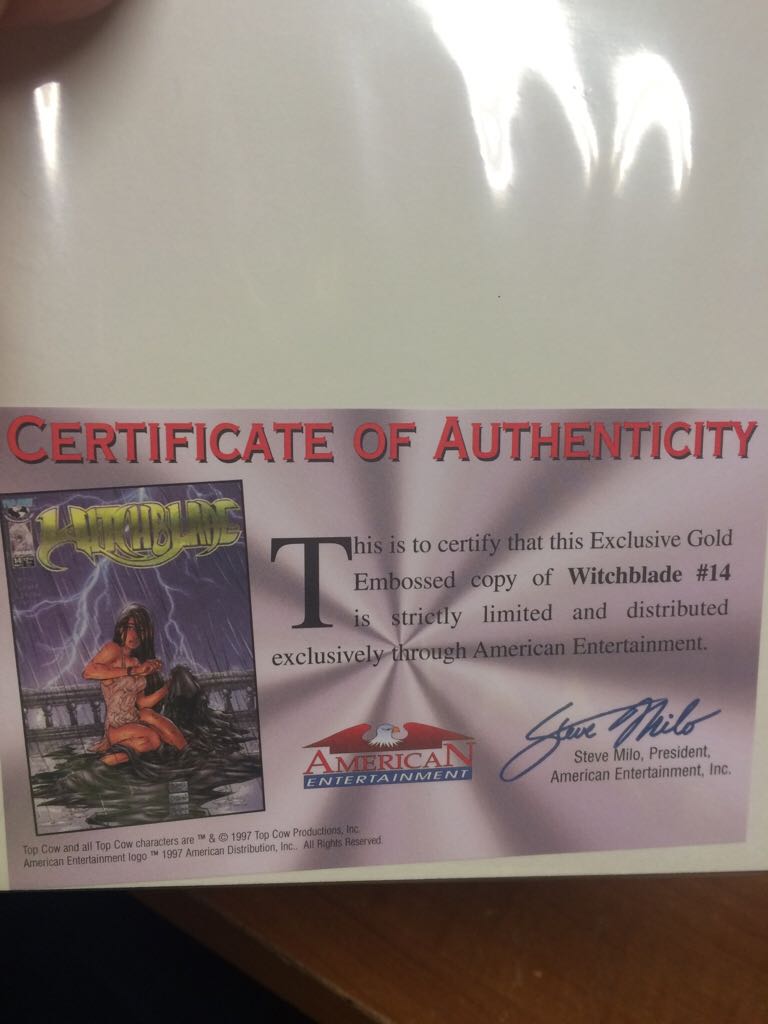 CERTIFICATE OF AUTHENTICITY
WITCHBLADE
This is to certify that this Exclusive Gold
Embossed copy of Witchblade #14
is strictly limited and distributed
exclusively through American Entertainment.
AMERICAN
ENTERTAINMENT
Steve Milo
Steve Milo, President,
American Entertainment, Inc.
Top Cow and all Top Cow characters are ™ & © 1997 Top Cow Productions, Inc.
American Entertainment logo ™ 1997 American Distribution, Inc.. All Rights Reserved.